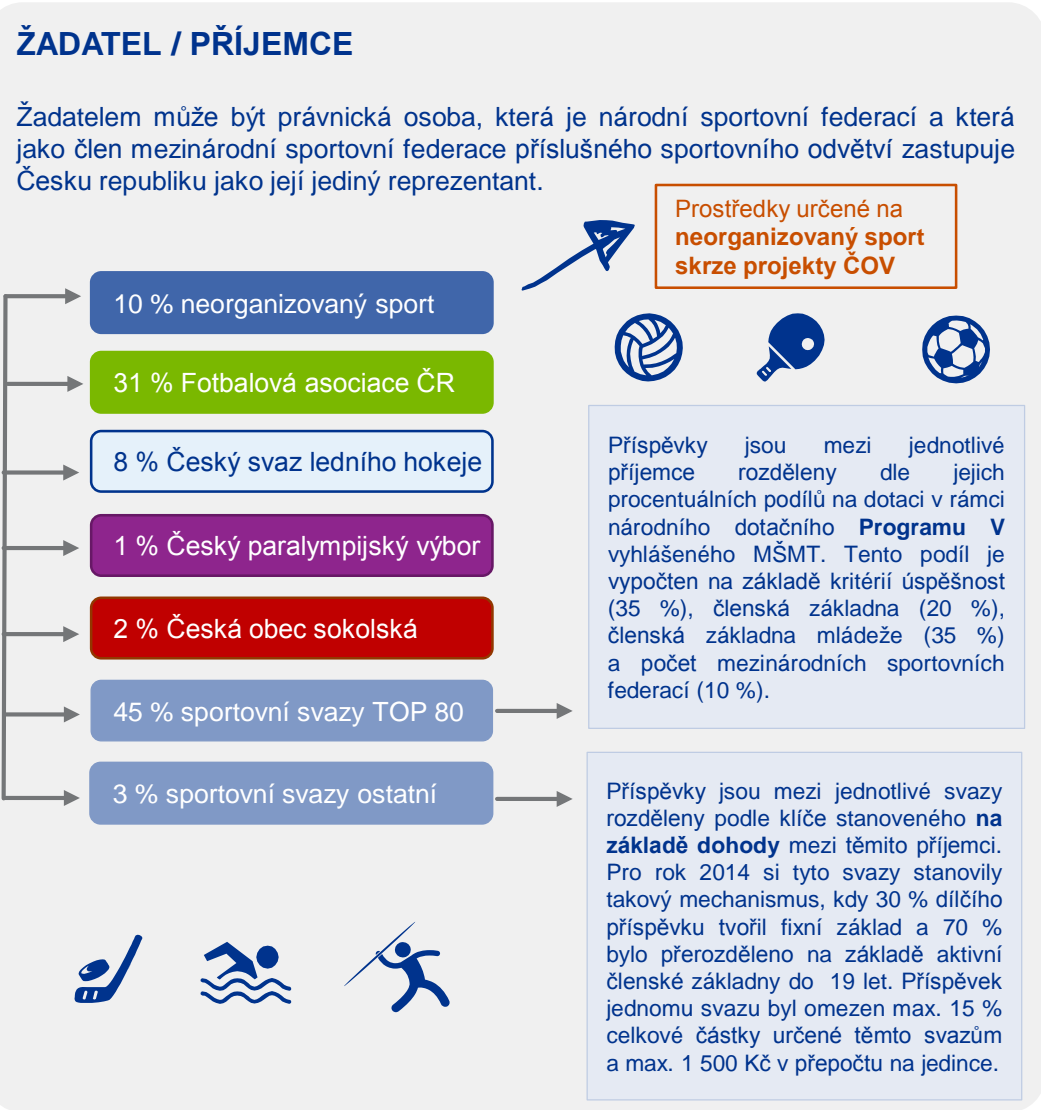 ŽADATEL / PŘÍJEMCE
Žadatelem může být právnická osoba, která je národní sportovní federací a která
jako člen mezinárodní sportovní federace příslušného sportovního odvětví zastupuje
Česku republiku jako její jediný reprezentant.
Prostředky určené na
neorganizovaný sport
skrze projekty ČOV
10 % neorganizovaný sport
31 % Fotbalová asociace ČR
8 % Český svaz ledního hokeje
1 % Český paralympijský výbor
2 % Česká obec sokolská
45 % sportovní svazy TOP 80
3 % sportovní svazy ostatní
Příspěvky jsou mezi jednotlivé
příjemce rozděleny dle jejich
procentuálních podílů na dotaci v rámci
národního dotačního Programu V
vyhlášeného MŠMT. Tento podíl je
vypočten na základě kritérií úspěšnost
(35 %), členská základna (20 %),
členská základna mládeže (35 %)
a počet mezinárodních sportovních
federací (10 %).
Příspěvky jsou mezi jednotlivé svazy
rozděleny podle klíče stanoveného na
základě dohody mezi těmito příjemci.
Pro rok 2014 si tyto svazy stanovily
takový mechanismus, kdy 30 % dílčího
příspěvku tvořil fixní základ a 70 %
bylo přerozděleno na základě aktivní
členské základny do 19 let. Příspěvek
jednomu svazu byl omezen max. 15 %
celkové částky určené těmto svazům
a max. 1 500 Kč v přepočtu na jedince.